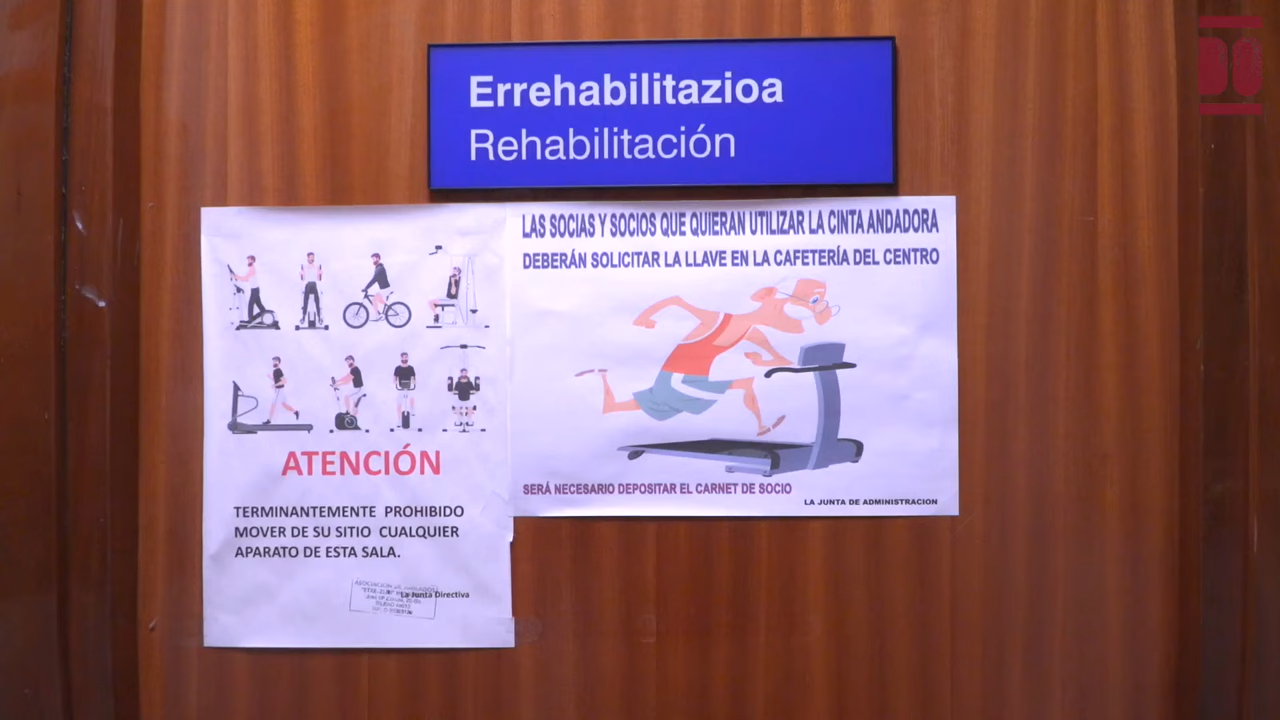 Errehabilitazioa
Rehabilitación
LAS SOCIAS Y SOCIOS QUE QUIERAN UTILIZAR LA CINTA ANDADORA
DEBERÁN SOLICITAR LA LLAVE EN LA CAFETERÍA DEL CENTRO
SERÁ NECESARIO DEPOSITAR EL CARNET DE SOCIO
LA JUNTA DE ADMINISTRACION
ATENCIÓN
TERMINANTEMENTE PROHIBIDO
MOVER DE SU SITIO CUALQUIER
APARATO DE ESTA SALA.
ASOCIACION DE
La Junta Directiva